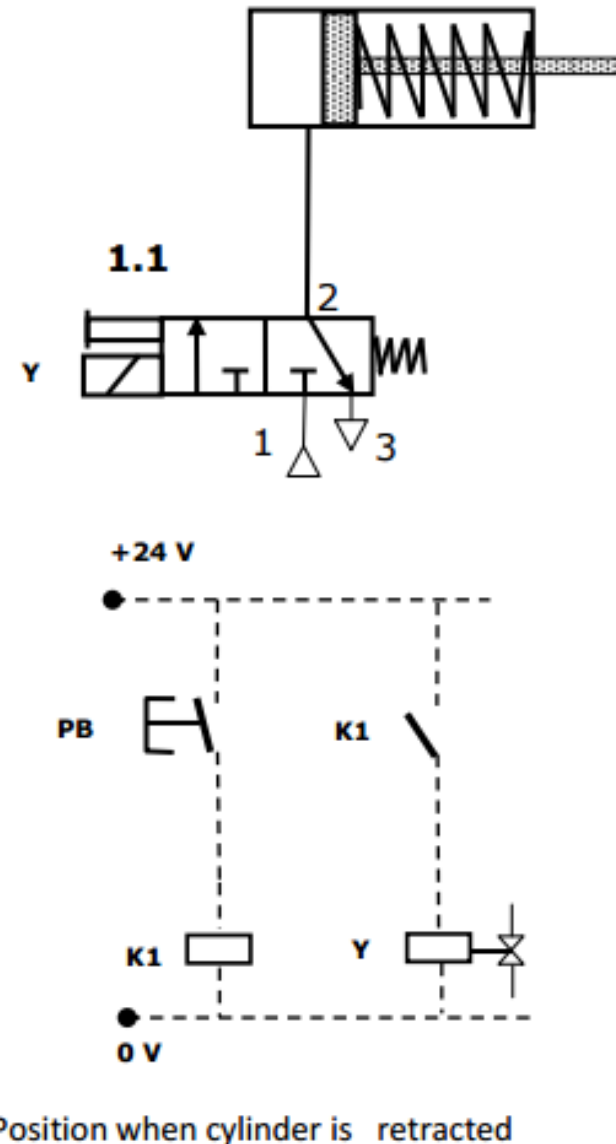 1.1
2
Y
1
3
+24 V
PB
K1
K1
Y
0 V
Position when cylinder is retracted